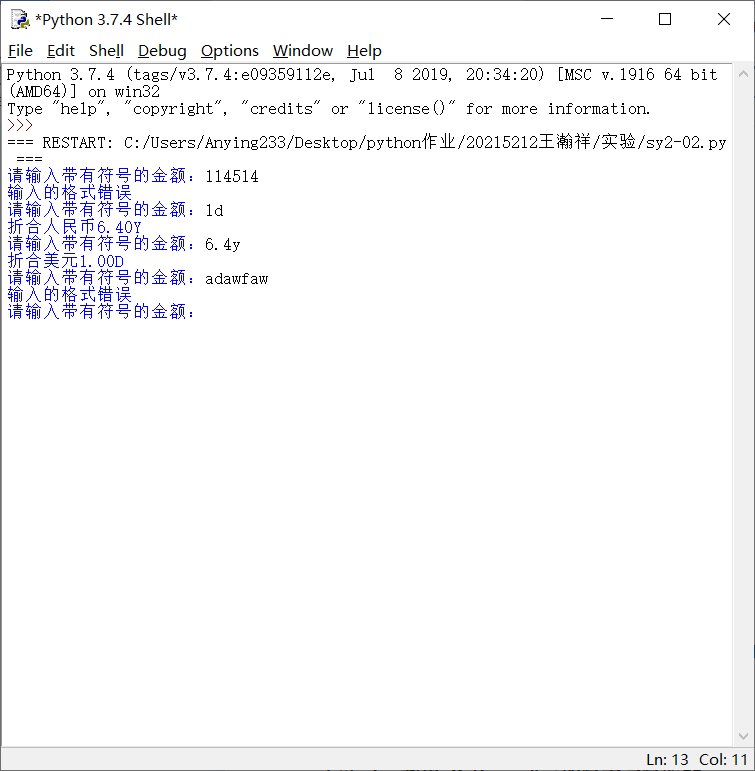 *Python 3.7.4 Shell*
File Edit Shell Debug Options Window Help
Python 3.7.4 (tags/v3.7.4:e09359112e, Jul  8 2019, 20:34:20) [MSC v.1916 64 bit
(AMD64)] on win32
Type "help", "copyright", "credits" or "license()" for more information.
>>>
=== RESTART: C:/Users/Anying233/Desktop/python作业/20215212王瀚祥/实验/sy2-02.py
===
请输入带有符号的金额：114514
输入的格式错误
请输入带有符号的金额：1d
折合人民币6.40Y
请输入带有符号的金额：6.4y
折合美元1.00D
请输入带有符号的金额：adawfaw
输入的格式错误
请输入带有符号的金额：
Ln: 13 Col: 11